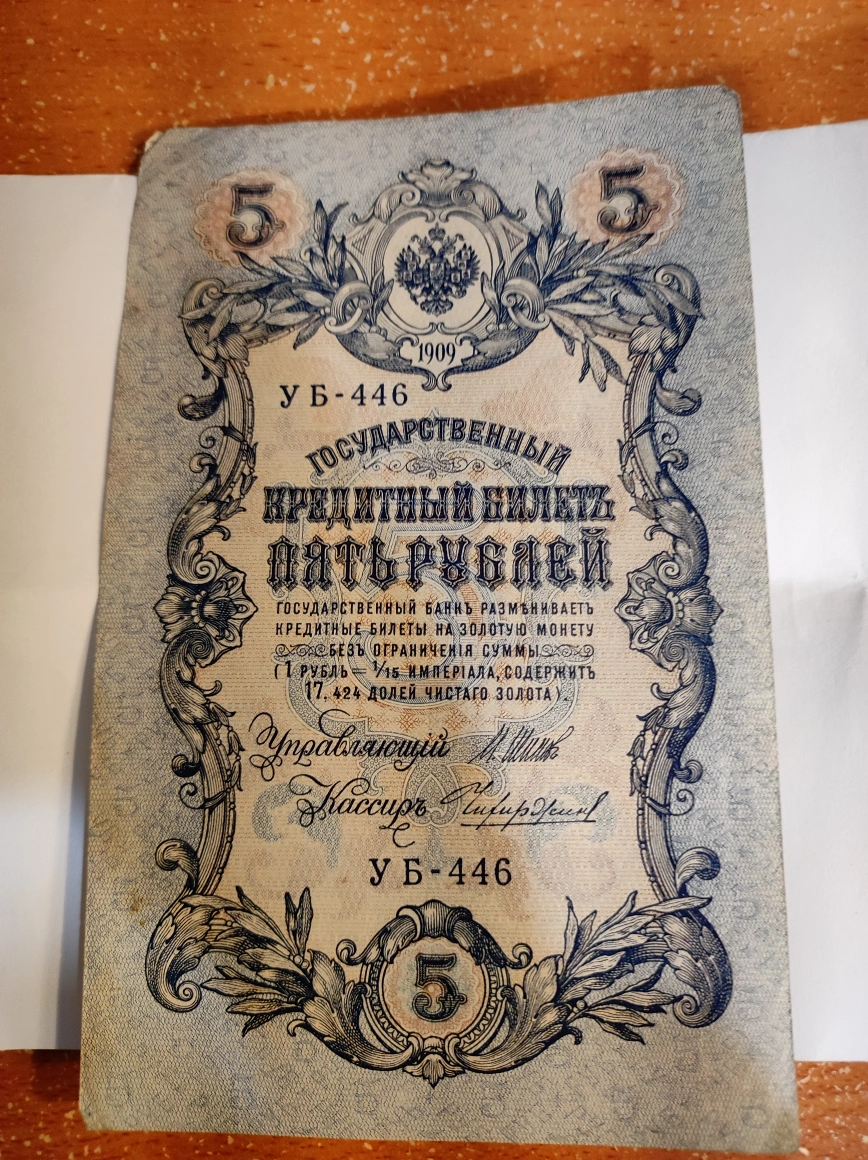 5 5
1909
УБ-446
ГОСУДАРСТВЕННЫЙ
КРЕДИТНЫЙ БИЛЕТЪ
ПЯТЬ РУБЛЕЙ
ГОСУДАРСТВЕННЫЙ БАНКЪ РАЗМѢНИВАЕТЪ
КРЕДИТНЫЕ БИЛЕТЫ НА ЗОЛОТУЮ МОНЕТУ
БЕЗЪ ОГРАНИЧЕНІЯ СУММЫ
(1 РУБЛЬ = 1/15 ИМПЕРІАЛА, СОДЕРЖИТЪ
17,424 ДОЛЕЙ ЧИСТАГО ЗОЛОТА).
Управляющій
Кассиръ
УБ-446
5